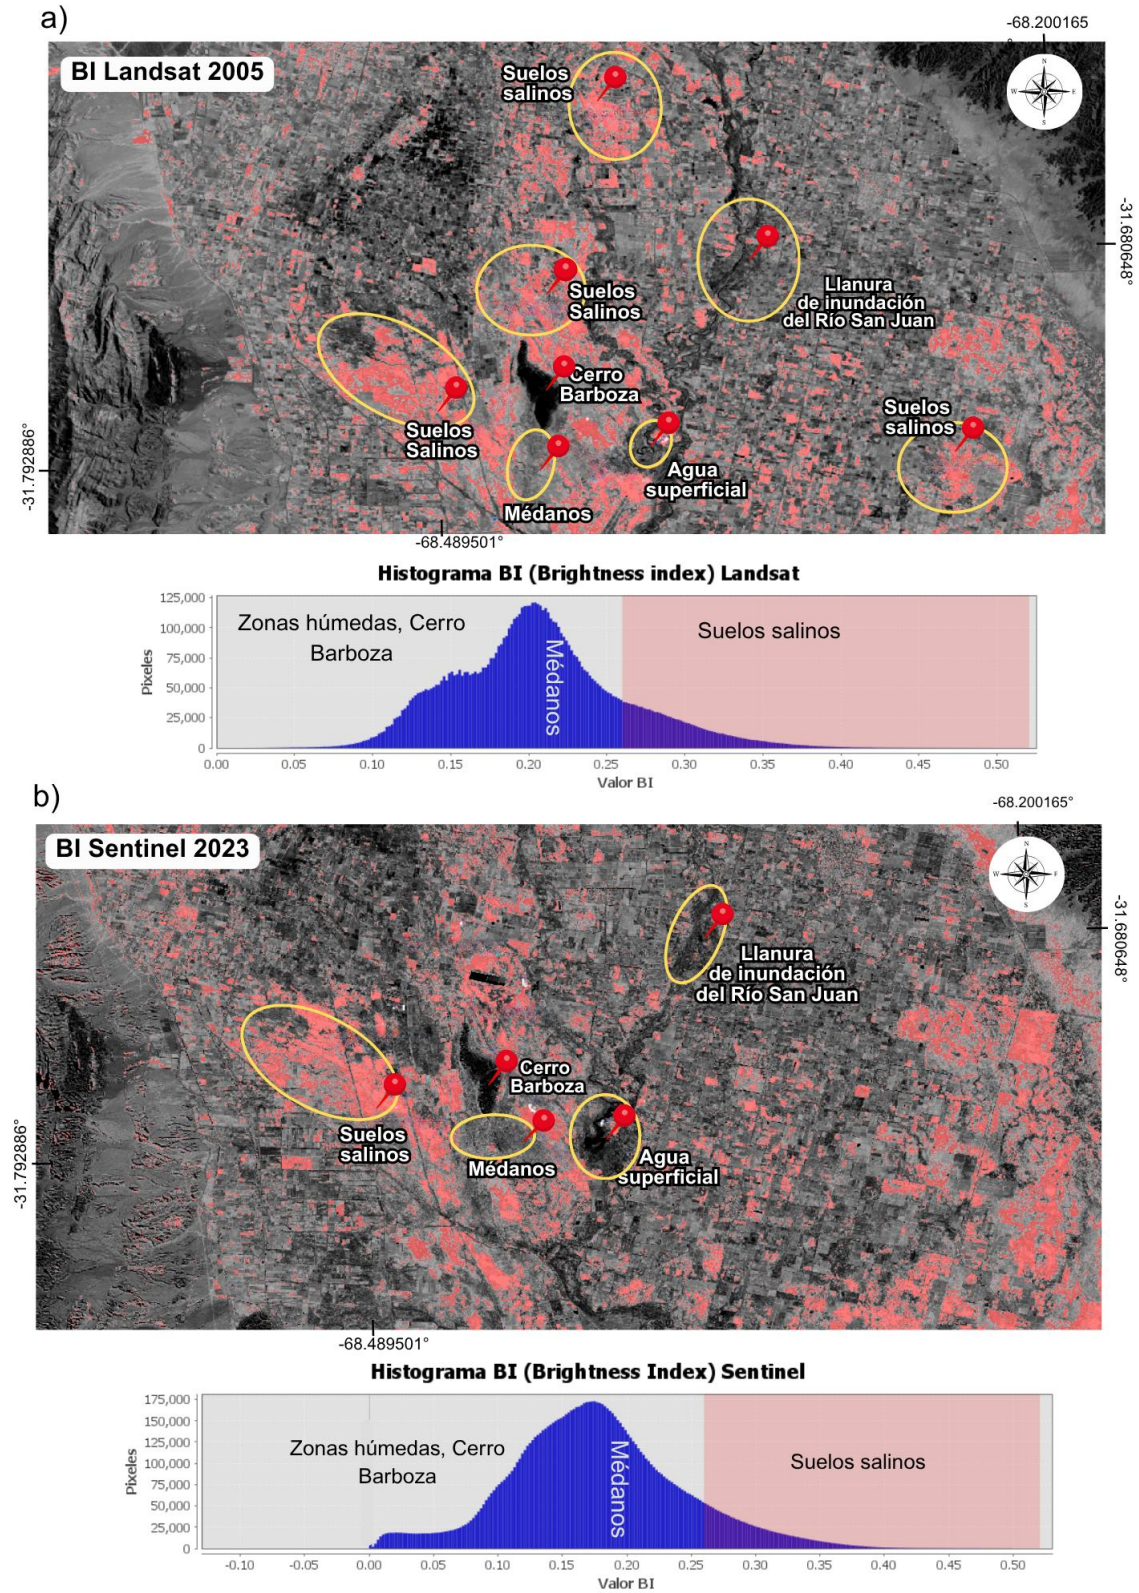 a)
-68.200165
°
BI Landsat 2005
N
W
E
S
Suelos
salinos
-31.680648°
Llanura
de inundación
del Río San Juan
Suelos
Salinos
Cerro
Barboza
Suelos
Salinos
Suelos
salinos
Agua
superficial
Médanos
-31.792886°
-68.489501°
Histograma BI (Brightness index) Landsat
125,000
100,000
75,000
50,000
25,000
0
Pixeles
Zonas húmedas, Cerro
Barboza
Médanos
Suelos salinos
0.00 0.05 0.10 0.15 0.20 0.25 0.30 0.35 0.40 0.45 0.50
Valor BI
b)
-68.200165°
BI Sentinel 2023
N
W
E
S
-31.680648°
Llanura
de inundación
del Río San Juan
Cerro
Barboza
Suelos
salinos
Médanos
Agua
superficial
-31.792886°
-68.489501°
Histograma BI (Brightness Index) Sentinel
175,000
150,000
125,000
100,000
75,000
50,000
25,000
0
Pixeles
Zonas húmedas, Cerro
Barboza
Médanos
Suelos salinos
-0.10 -0.05 0.00 0.05 0.10 0.15 0.20 0.25 0.30 0.35 0.40 0.45 0.50
Valor BI